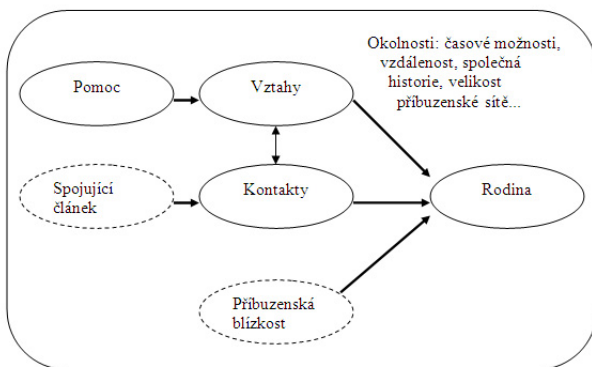 Okolnosti: časové možnosti,
vzdálenost, společná
historie, velikost
příbuzenské sítě...
Pomoc
Vztahy
Spojující
článek
Kontakty
Rodina
Příbuzenská
blízkost